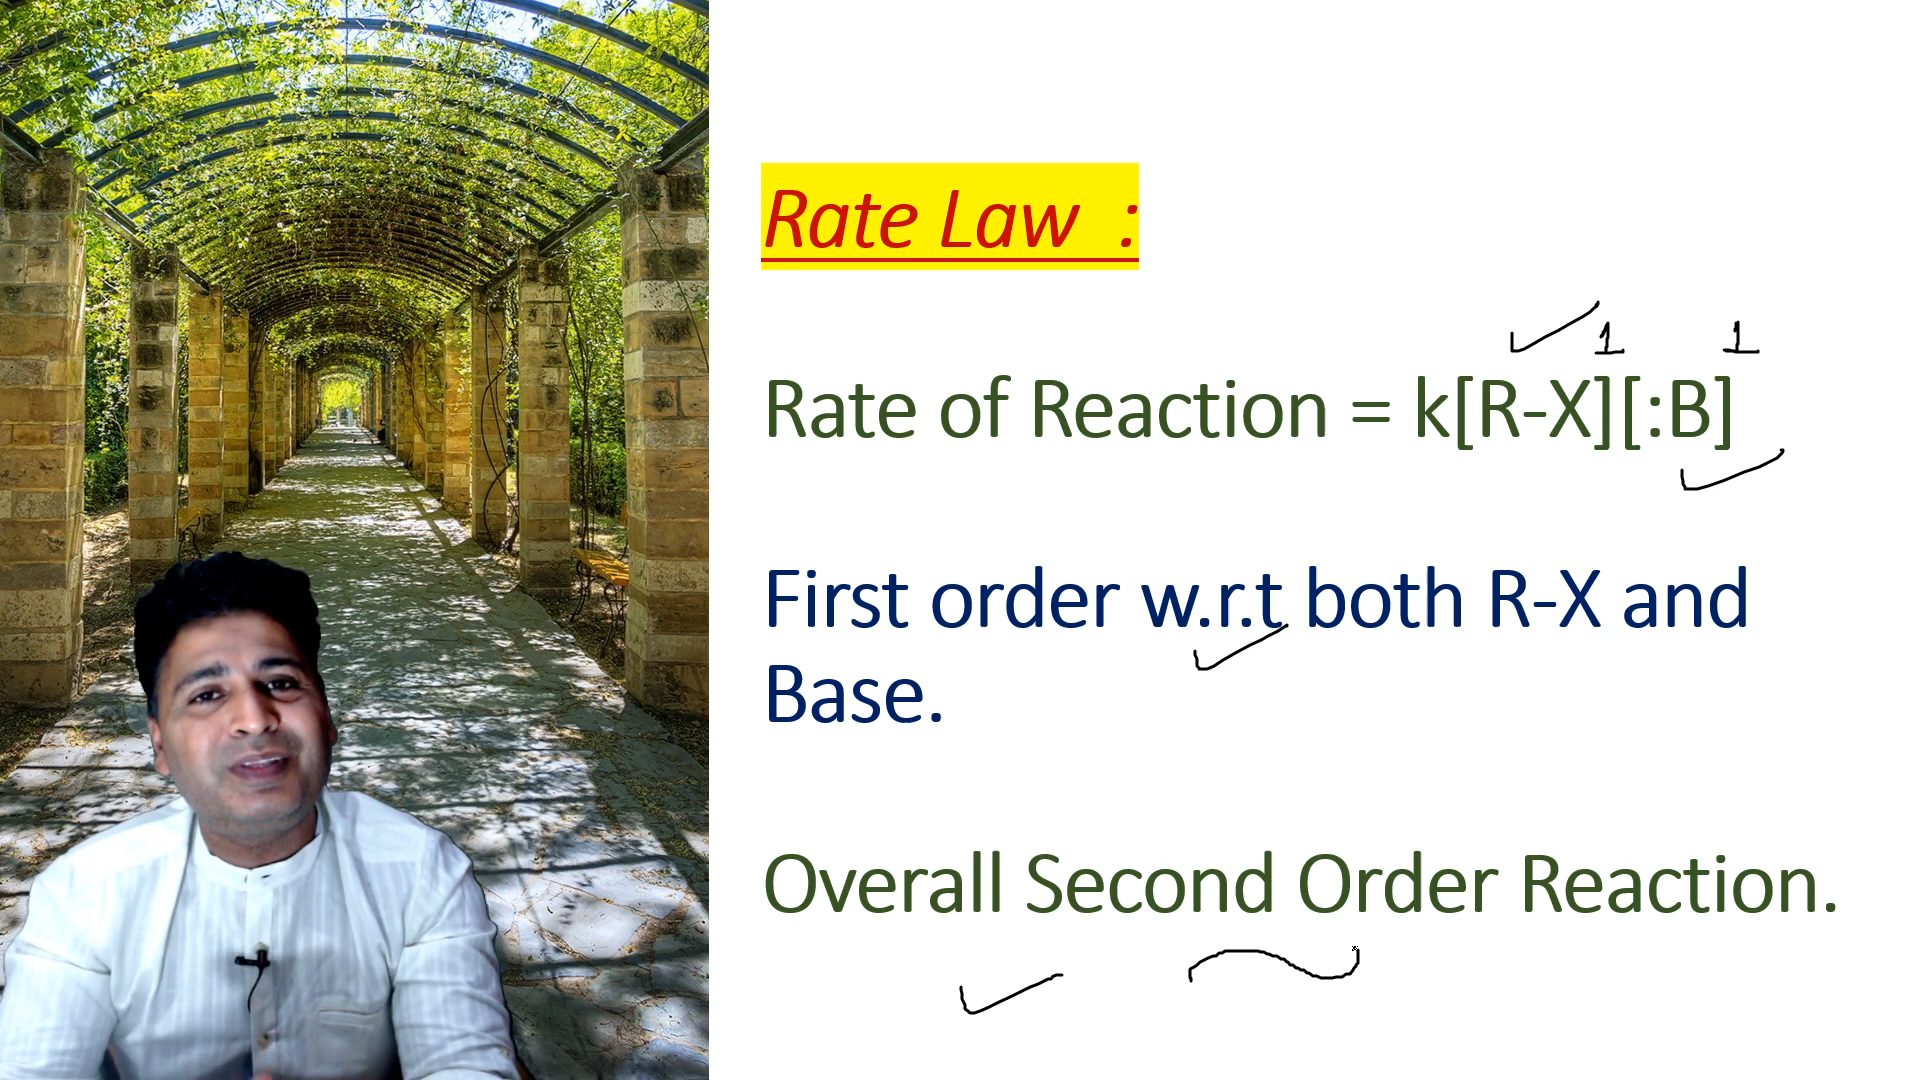 Rate Law :
1 1
Rate of Reaction = k[R-X][:B]
First order w.r.t both R-X and
Base.
Overall Second Order Reaction.